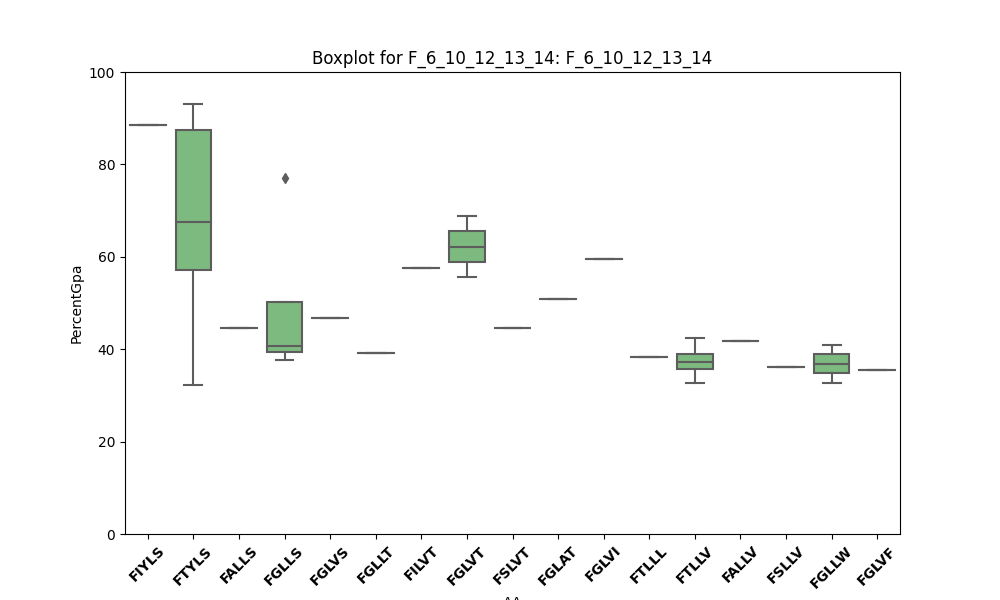 Boxplot for F_6_10_12_13_14: F_6_10_12_13_14
100
80
60
40
20
0
PercentGpa
FIYLS FTYLS FALLS FGLLS FGLVS FGLLT FILVT FGLVT FSLVT FGLAT FGLVI FTLLL FTLLV FALLV FSLLV FGLLW FGLVF